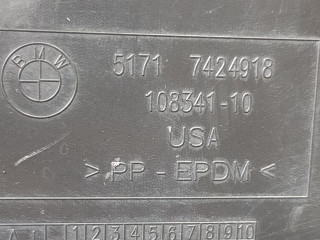 BMW
5171 7424918
108341-10
USA
> PP - EPDM <
1 2 3 4 5 6 7 8 9 10